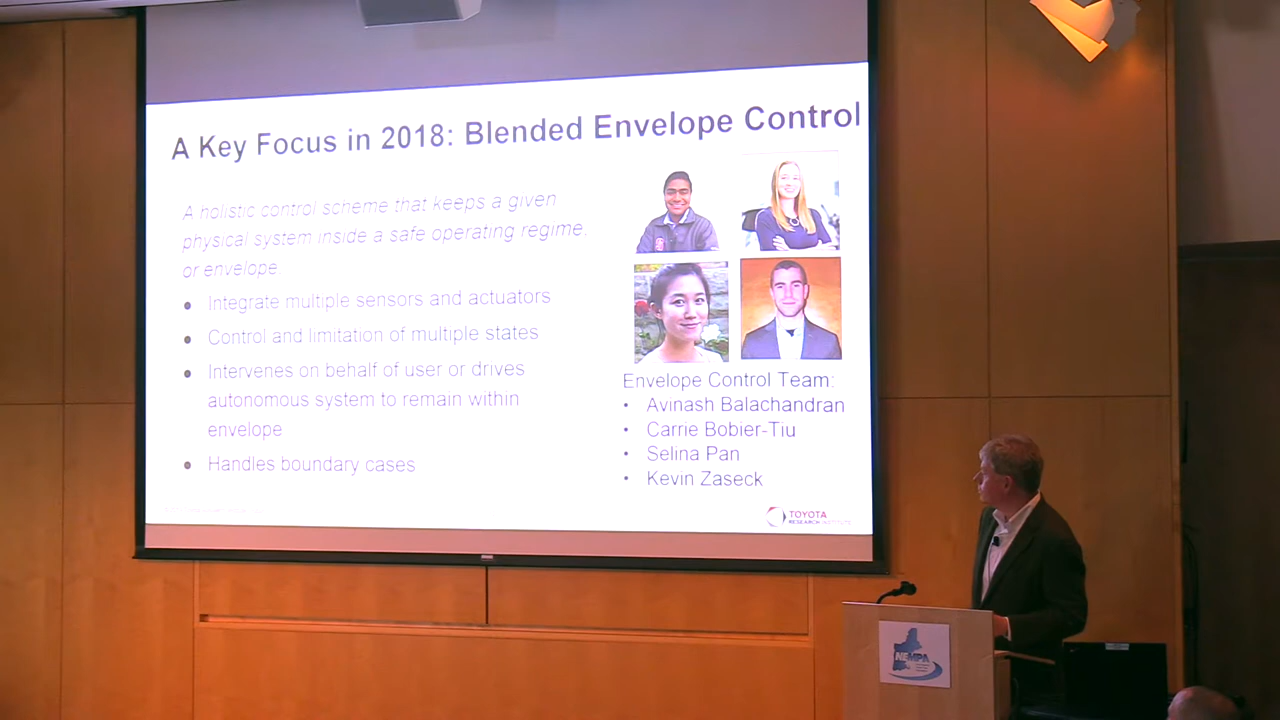 A Key Focus in 2018: Blended Envelope Control
A holistic control scheme that keeps a given
physical system inside a safe operating regime,
or envelope.
● Integrate multiple sensors and actuators
● Control and limitation of multiple states
● Intervenes on behalf of user or drives
autonomous system to remain within
envelope
● Handles boundary cases
Envelope Control Team:
• Avinash Balachandran
• Carrie Bobier-Tiu
• Selina Pan
• Kevin Zaseck
TOYOTA
RESEARCH INSTITUTE
NEMPA